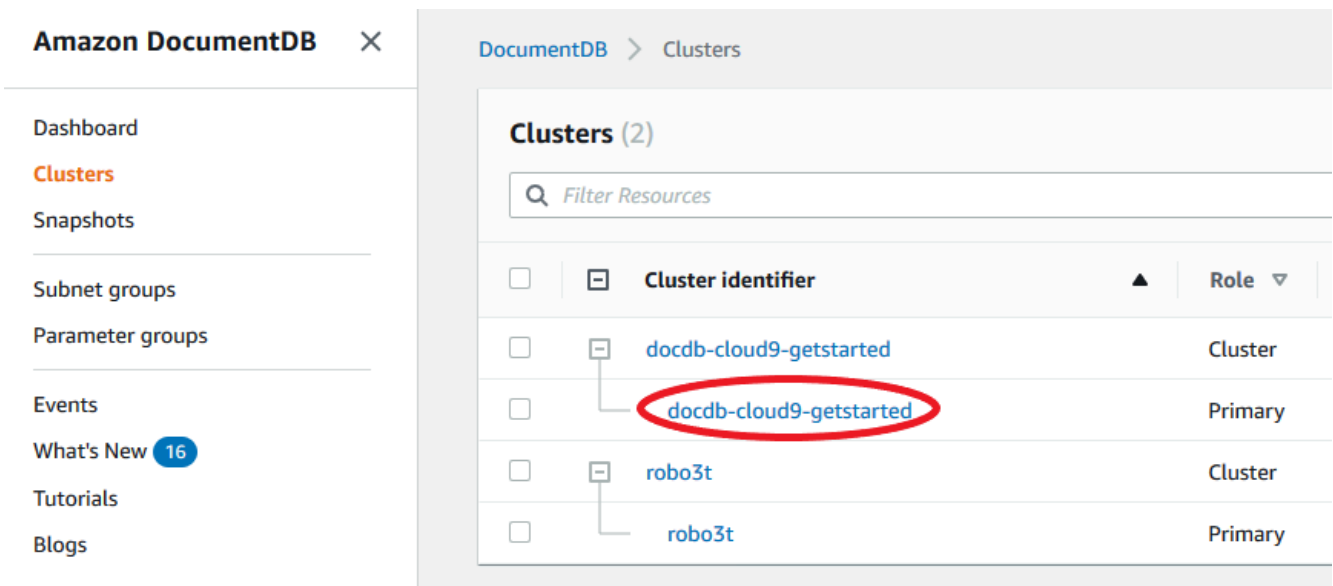 Amazon DocumentDB
Dashboard
Clusters
Snapshots
Subnet groups
Parameter groups
Events
What's New 16
Tutorials
Blogs
DocumentDB > Clusters
Clusters (2)
Filter Resources
Cluster identifier Role
docdb-cloud9-getstarted Cluster
docdb-cloud9-getstarted Primary
robo3t Cluster
robo3t Primary